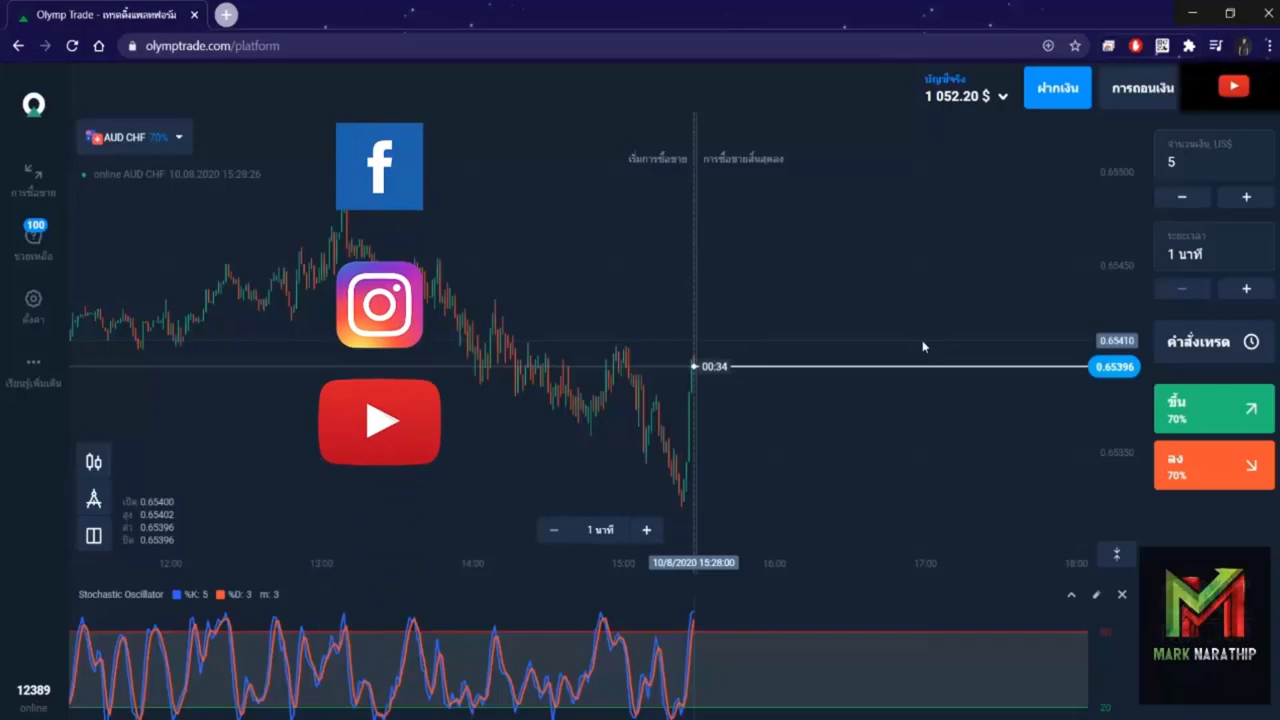 Olymp Trade - เทรดดิ้งแพลทฟอร์ม
olymptrade.com/platform
บัญชีจริง
1 052.20 $
ฝากเงิน
การถอนเงิน
AUD CHF 70%
online AUD CHF 10.08.2020 15:28:26
เริ่มการซื้อขาย
การซื้อขายสิ้นสุดลง
0.65500
จำนวนเงิน, US$
5
การซื้อขาย
100
ช่วยเหลือ
ระยะเวลา
1 นาที
0.65450
ตั้งค่า
0.65410
คำสั่งเทรด
00:34
0.65396
เรียนรู้เพิ่มเติม
ขึ้น
70%
0.65350
ลง
70%
เปิด 0.65400
สูง 0.65402
ต่ำ 0.65396
ปิด 0.65396
1 นาที
12:00
13:00
14:00
15:00
10/8/2020 15:28:00
16:00
17:00
18:00
Stochastic Oscillator %K: 5 %D: 3 m: 3
80
MARK NARATHIP
12389
online
20